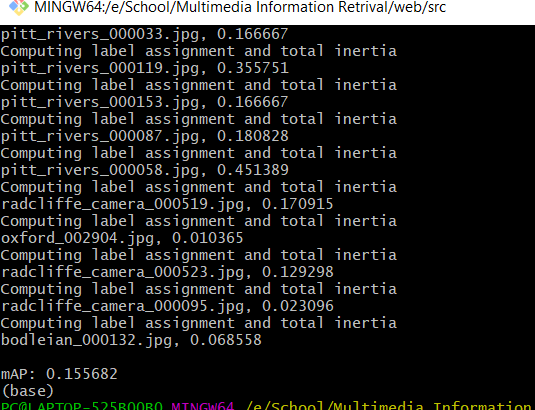 MINGW64:/e/School/Multimedia Information Retrival/web/src
pitt_rivers_000033.jpg, 0.166667
Computing label assignment and total inertia
pitt_rivers_000119.jpg, 0.355751
Computing label assignment and total inertia
pitt_rivers_000153.jpg, 0.166667
Computing label assignment and total inertia
pitt_rivers_000087.jpg, 0.180828
Computing label assignment and total inertia
pitt_rivers_000058.jpg, 0.451389
Computing label assignment and total inertia
radcliffe_camera_000519.jpg, 0.170915
Computing label assignment and total inertia
oxford_002904.jpg, 0.010365
Computing label assignment and total inertia
radcliffe_camera_000523.jpg, 0.129298
Computing label assignment and total inertia
radcliffe_camera_000095.jpg, 0.023096
Computing label assignment and total inertia
bodleian_000132.jpg, 0.068558
mAP: 0.155682
(base)
MINGW64 /e/School/Multimedia Information